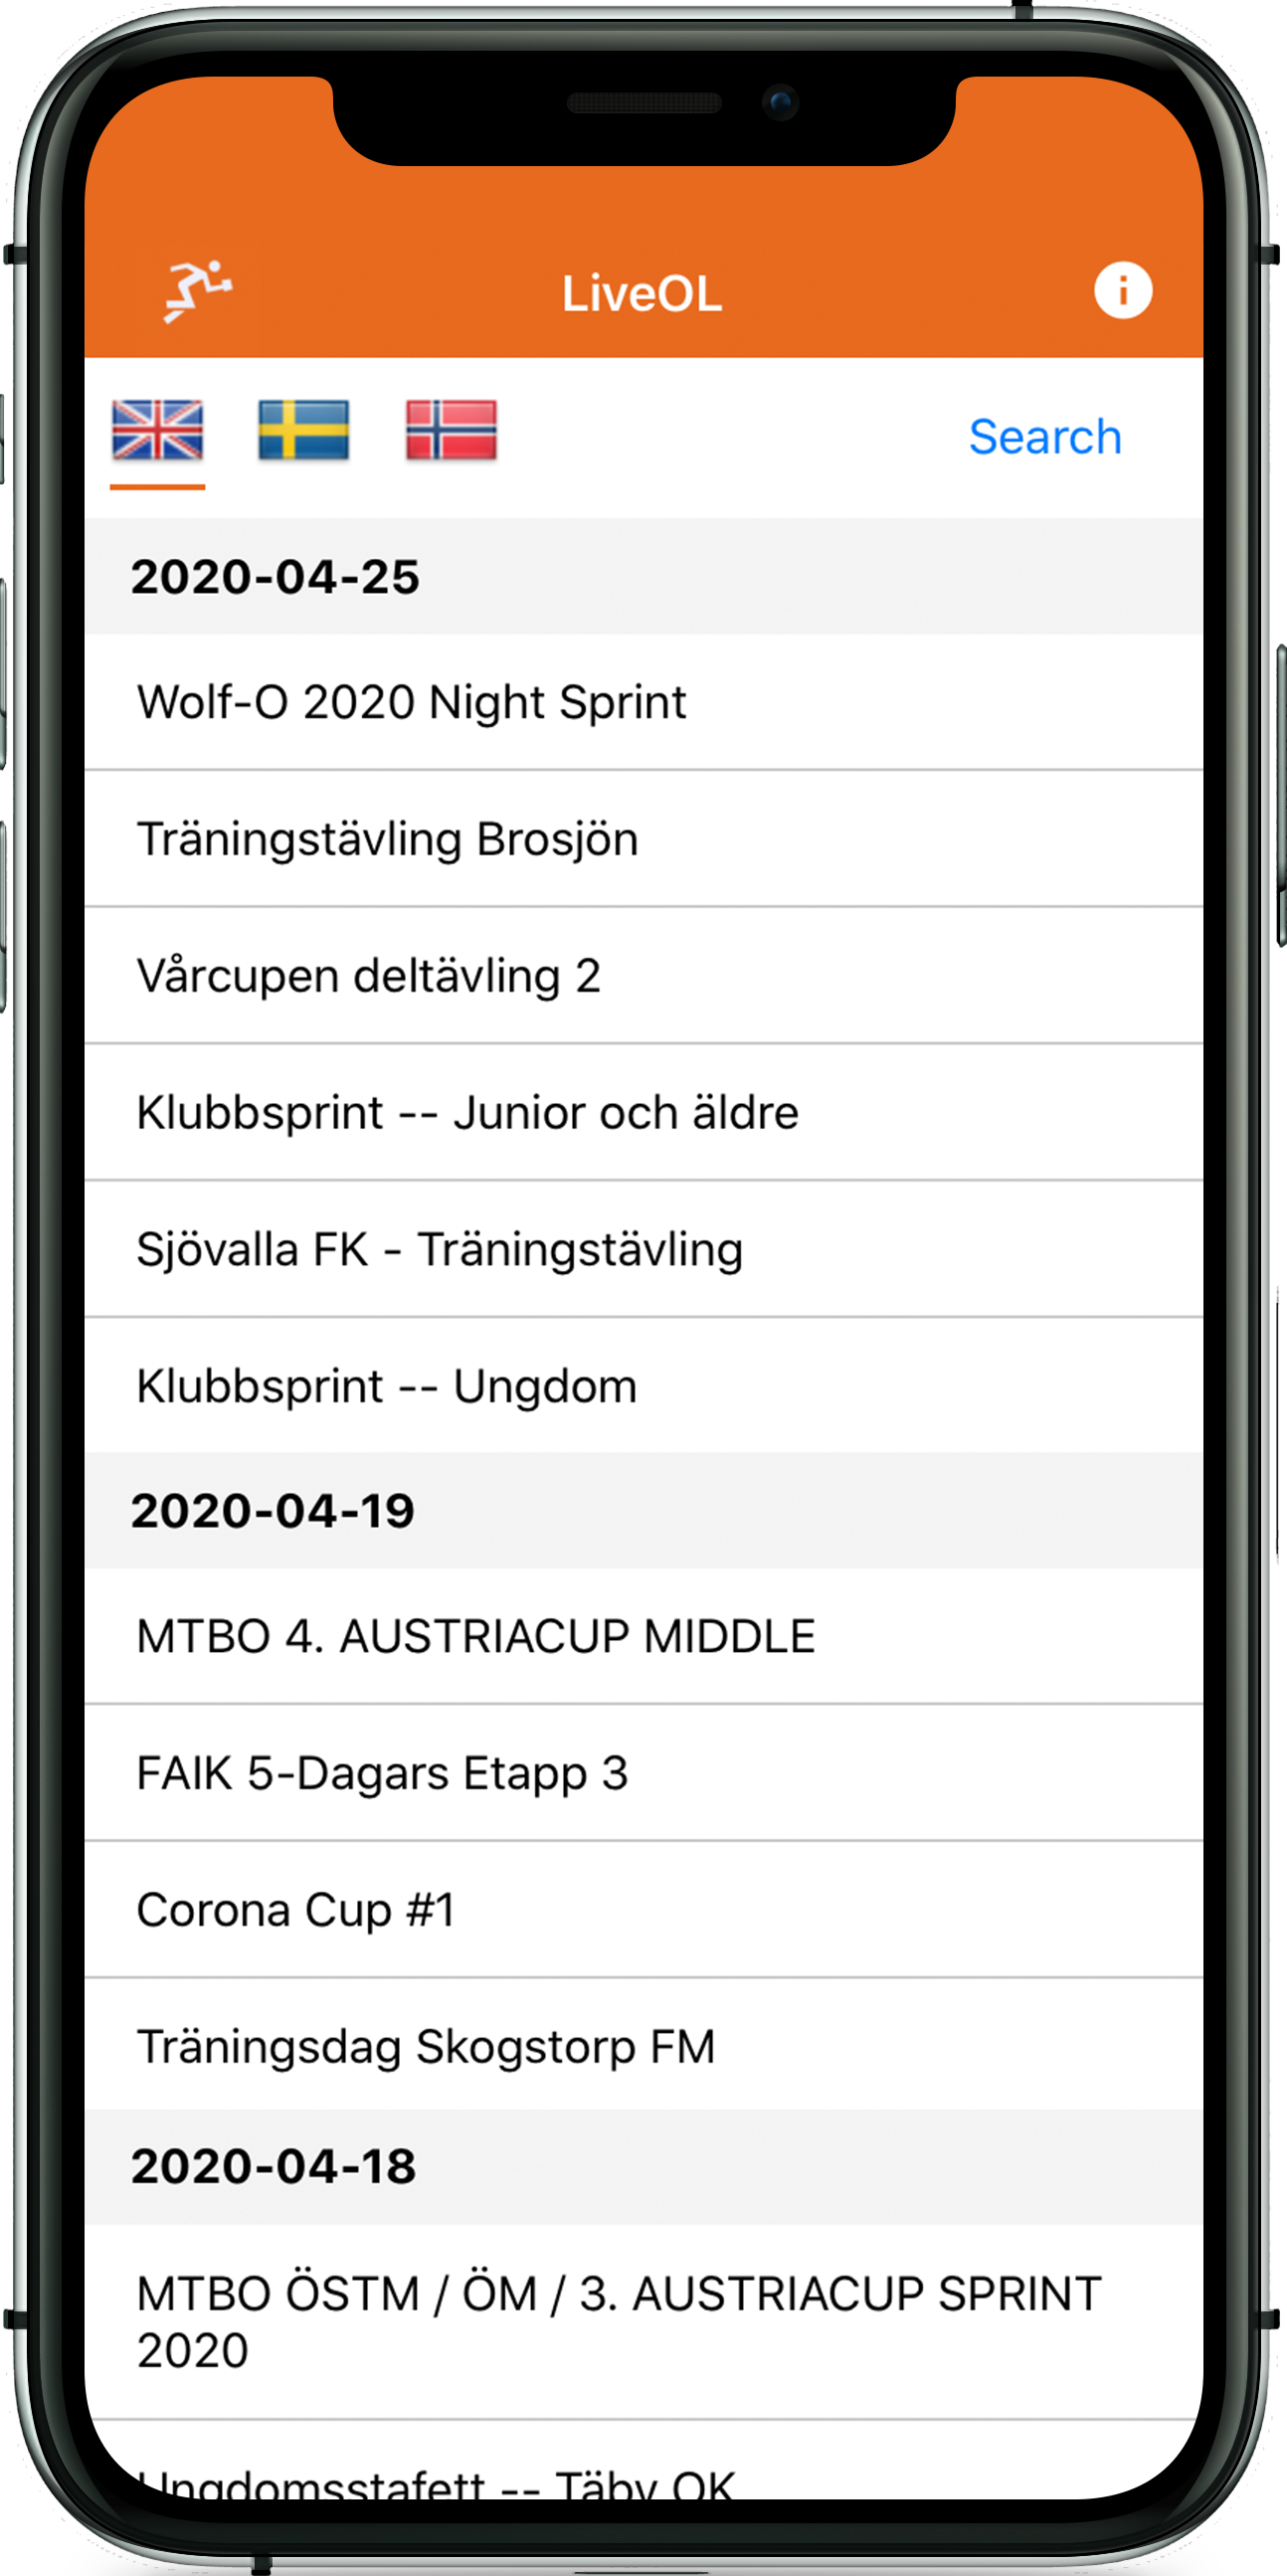 LiveOL
Search
2020-04-25
Wolf-O 2020 Night Sprint
Träningstävling Brosjön
Vårcupen deltävling 2
Klubbsprint -- Junior och äldre
Sjövalla FK - Träningstävling
Klubbsprint -- Ungdom
2020-04-19
MTBO 4. AUSTRIACUP MIDDLE
FAIK 5-Dagars Etapp 3
Corona Cup #1
Träningsdag Skogstorp FM
2020-04-18
MTBO ÖSTM / ÖM / 3. AUSTRIACUP SPRINT
2020
Ungdomsstafett -- Täby OK